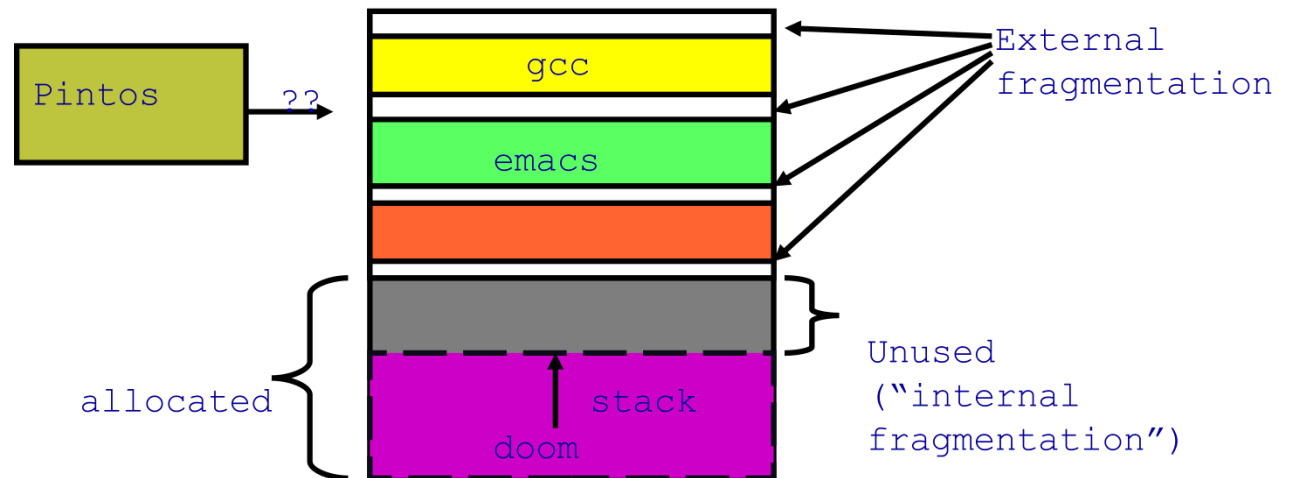 External
fragmentation
gcc
Pintos
??
emacs
Unused
(“internal
fragmentation”)
allocated
stack
doom